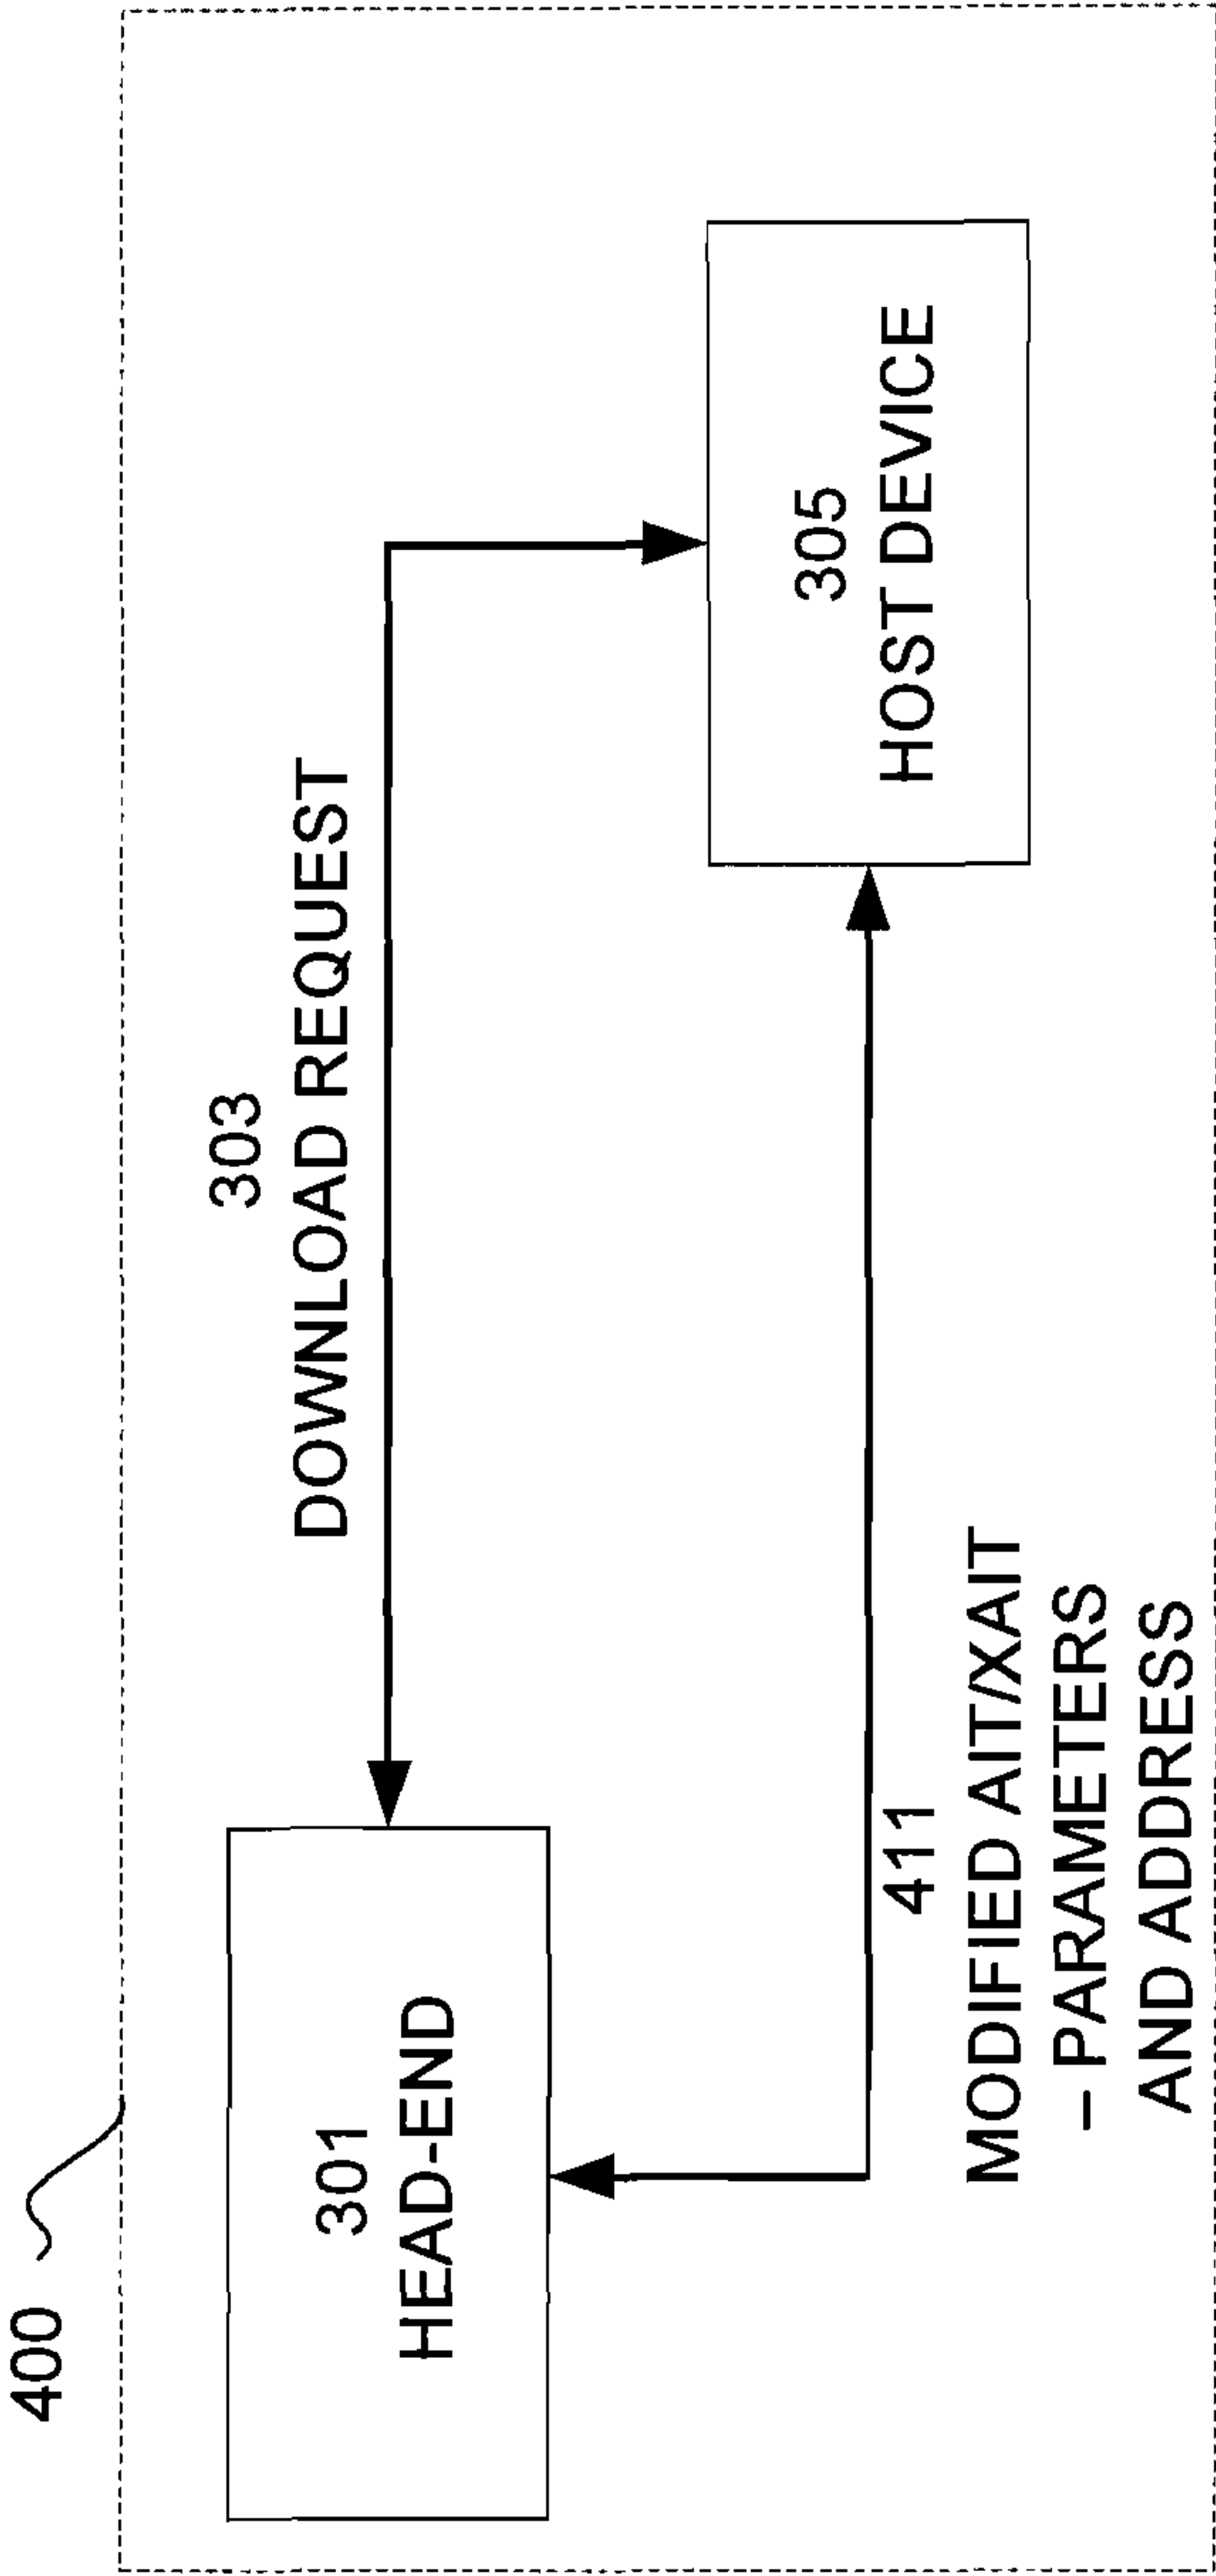 400
303
DOWNLOAD REQUEST
301
HEAD-END
305
HOST DEVICE
411
MODIFIED AIT/XAIT
– PARAMETERS
AND ADDRESS